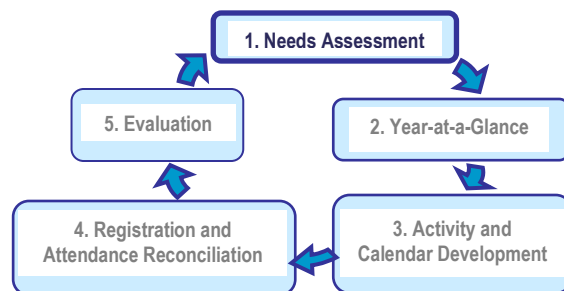 1. Needs Assessment
2. Year-at-a-Glance
3. Activity and
Calendar Development
4. Registration and
Attendance Reconciliation
5. Evaluation